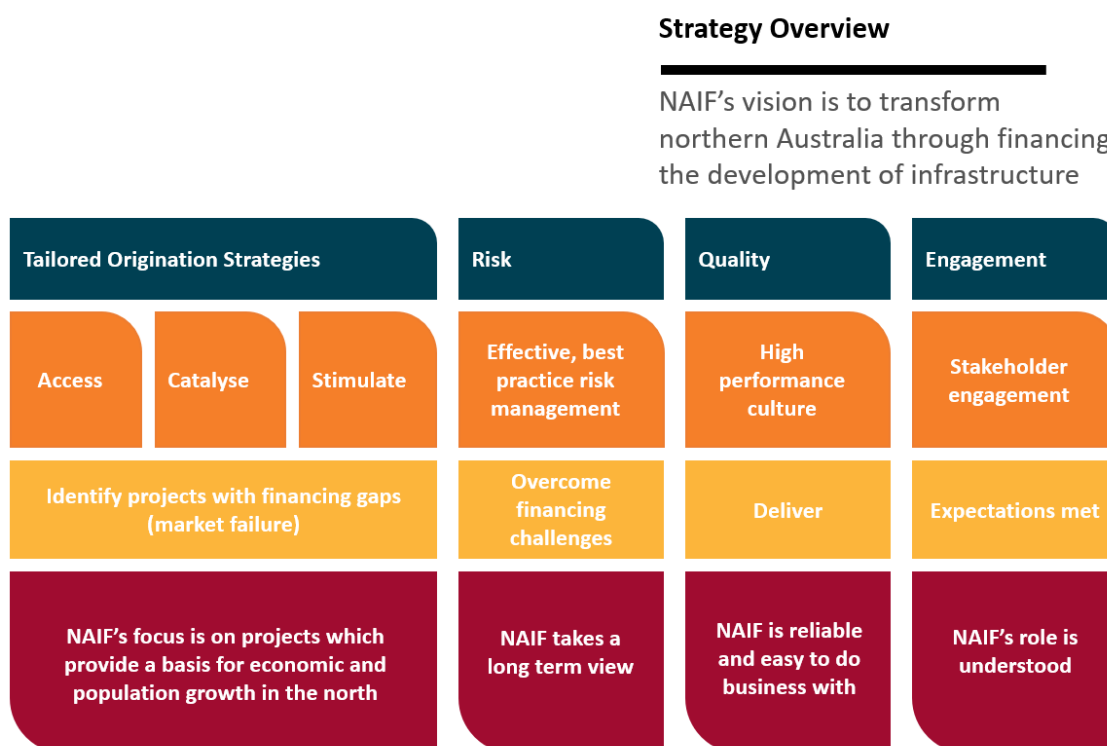 Strategy Overview
NAIF’s vision is to transform
northern Australia through financing
the development of infrastructure
Tailored Origination Strategies
Risk
Quality
Engagement
Access
Catalyse
Stimulate
Effective, best
practice risk
management
High
performance
culture
Stakeholder
engagement
Identify projects with financing gaps
(market failure)
Overcome
financing
challenges
Deliver
Expectations met
NAIF’s focus is on projects which
provide a basis for economic and
population growth in the north
NAIF takes a
long term view
NAIF is reliable
and easy to do
business with
NAIF’s role is
understood